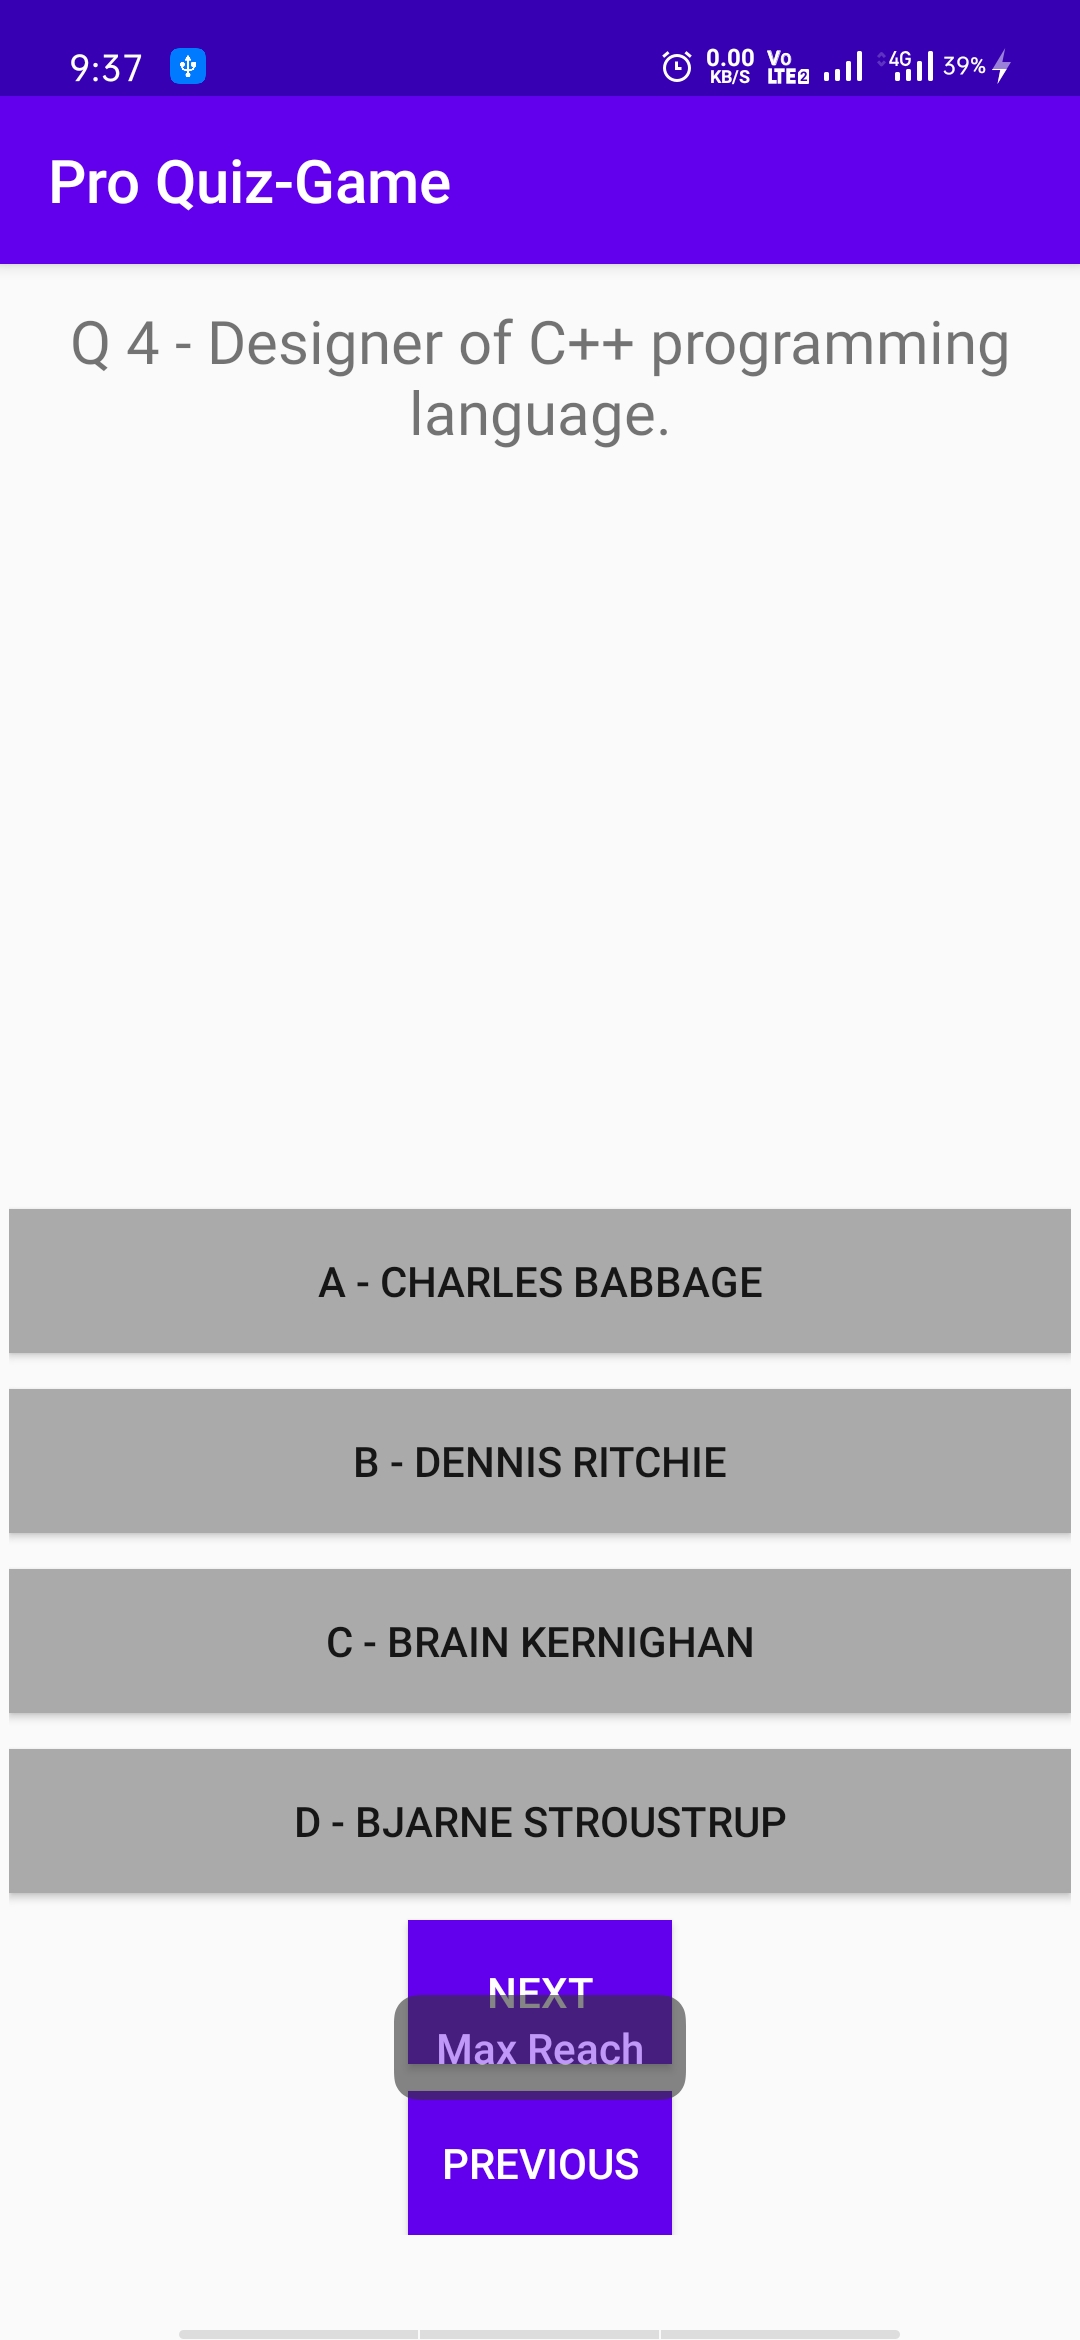 9:37
0.00
KB/S
Vo
LTE2
4G
39%
Pro Quiz-Game
Q 4 - Designer of C++ programming
language.
A - CHARLES BABBAGE
B - DENNIS RITCHIE
C - BRAIN KERNIGHAN
D - BJARNE STROUSTRUP
NEXT
Max Reach
PREVIOUS